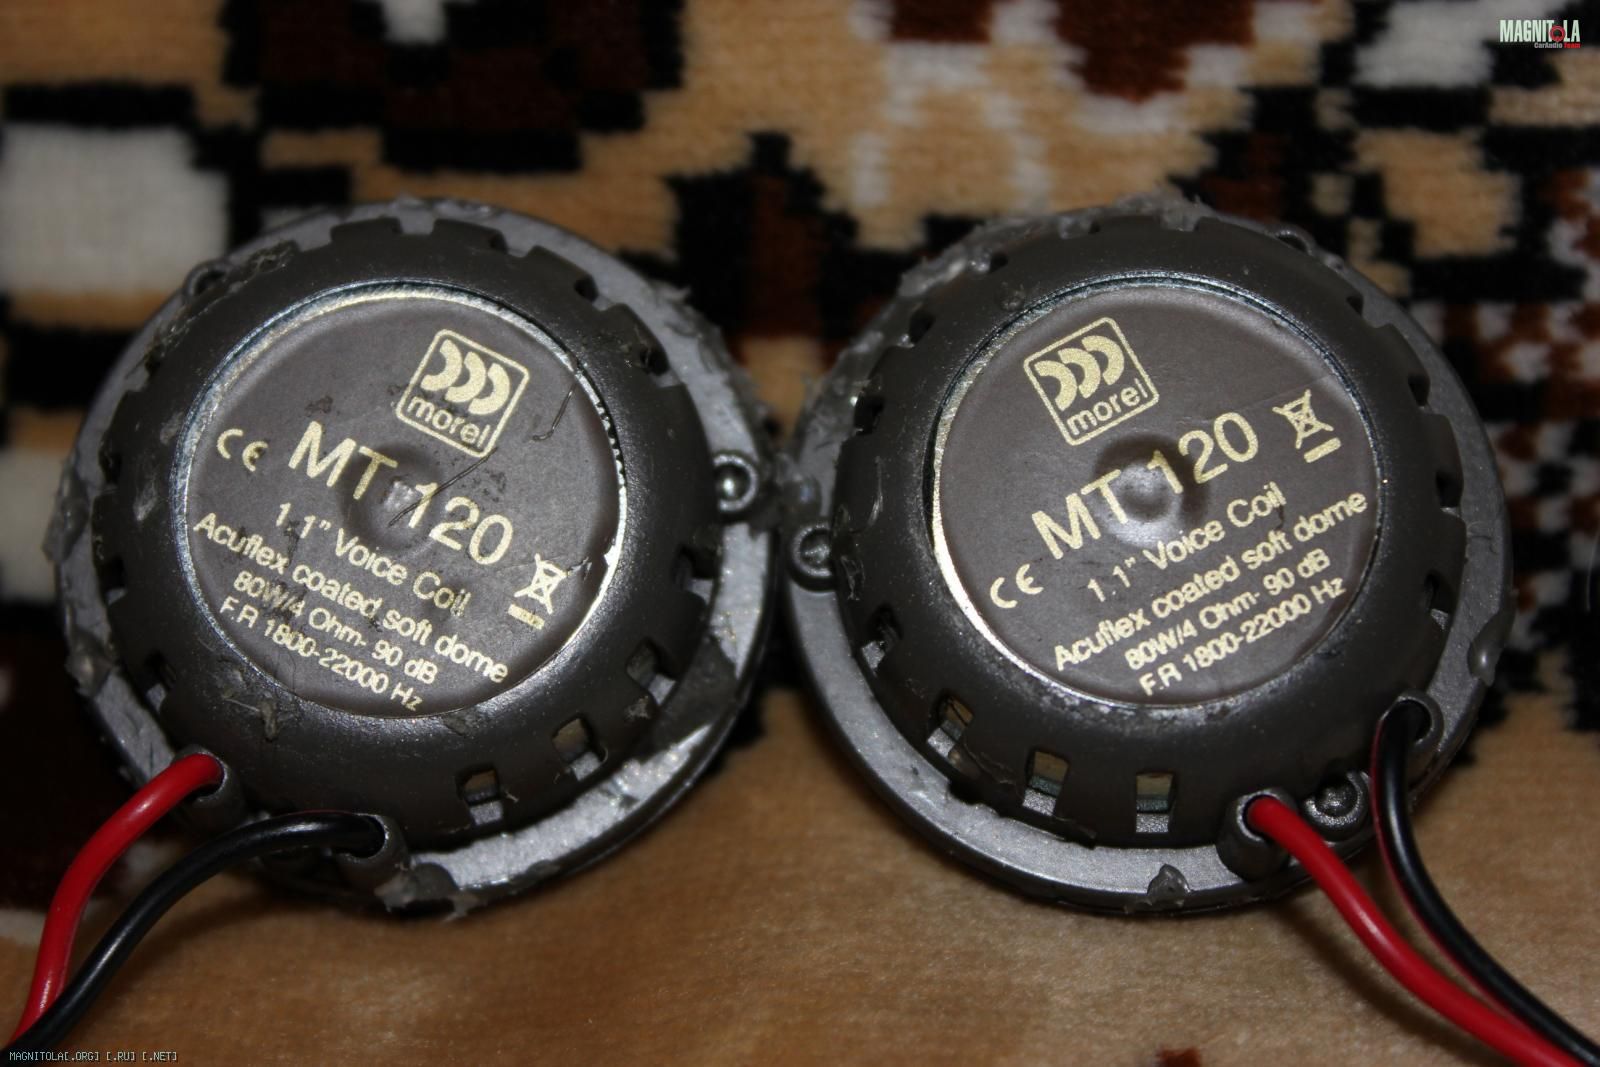 MAGNITOLA
CarAudio Team
morel
CE
MT 120
1.1" Voice Coil
Acuflex coated soft dome
80W/4 Ohm- 90 dB
F.R 1800-22000 Hz
morel
MT 120
CE
1.1" Voice Coil
Acuflex coated soft dome
80W/4 Ohm- 90 dB
F.R 1800-22000 Hz
MAGNITOLA[.ORG] [.RU] [.NET]